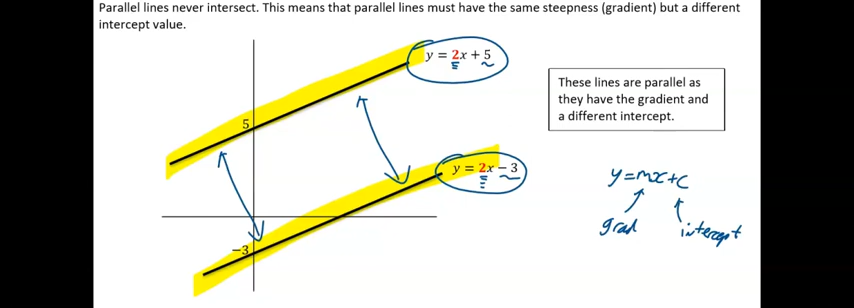 Parallel lines never intersect. This means that parallel lines must have the same steepness (gradient) but a different
intercept value.
y = 2x + 5
These lines are parallel as
they have the gradient and
a different intercept.
5
y = 2x − 3
y=mx+c
grad
intercept
−3